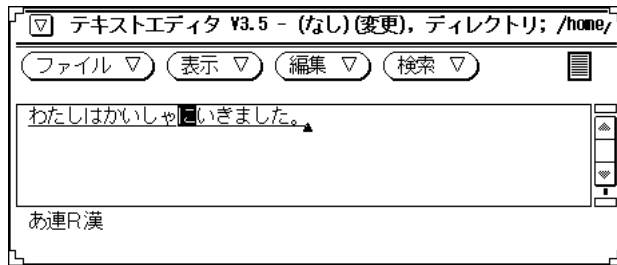 テキストエディタ V3.5 - (なし)(変更), ディレクトリ; /home/
ファイル ▽ 表示 ▽ 編集 ▽ 検索 ▽
わたしはかいしゃにいきました。
あ連R漢